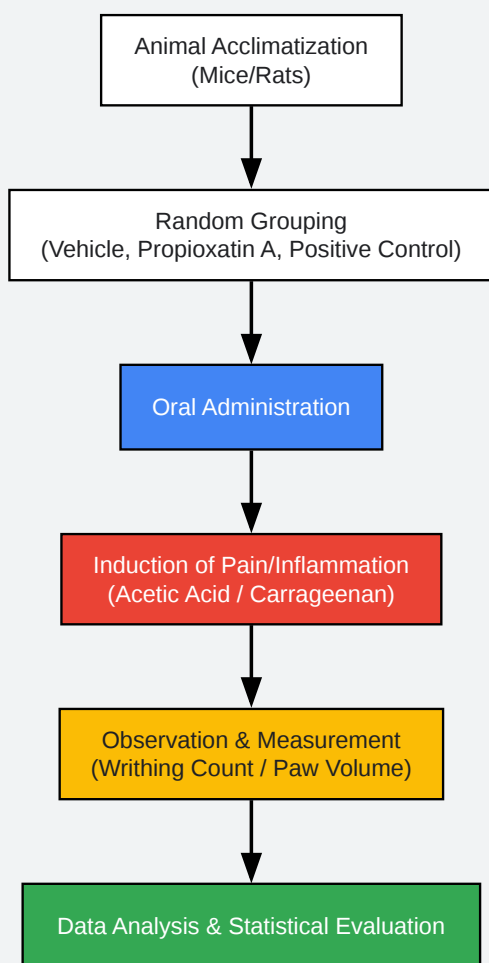 Animal Acclimatization
(Mice/Rats)
Random Grouping
(Vehicle, Propioxatin A, Positive Control)
Oral Administration
Induction of Pain/Inflammation
(Acetic Acid / Carrageenan)
Observation & Measurement
(Writhing Count / Paw Volume)
Data Analysis & Statistical Evaluation